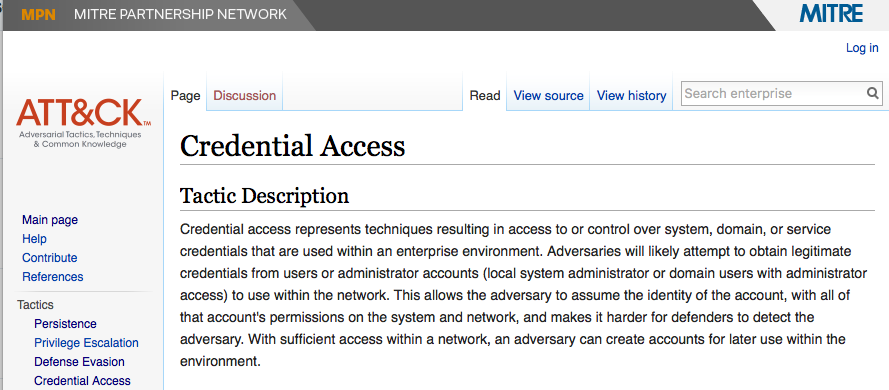 MPN MITRE PARTNERSHIP NETWORK
MITRE
Log in
ATT&CK™
Adversarial Tactics, Techniques
& Common Knowledge
Page Discussion Read View source View history Search enterprise
Credential Access
Tactic Description
Credential access represents techniques resulting in access to or control over system, domain, or service
credentials that are used within an enterprise environment. Adversaries will likely attempt to obtain legitimate
credentials from users or administrator accounts (local system administrator or domain users with administrator
access) to use within the network. This allows the adversary to assume the identity of the account, with all of
that account's permissions on the system and network, and makes it harder for defenders to detect the
adversary. With sufficient access within a network, an adversary can create accounts for later use within the
environment.
Main page
Help
Contribute
References
Tactics
Persistence
Privilege Escalation
Defense Evasion
Credential Access